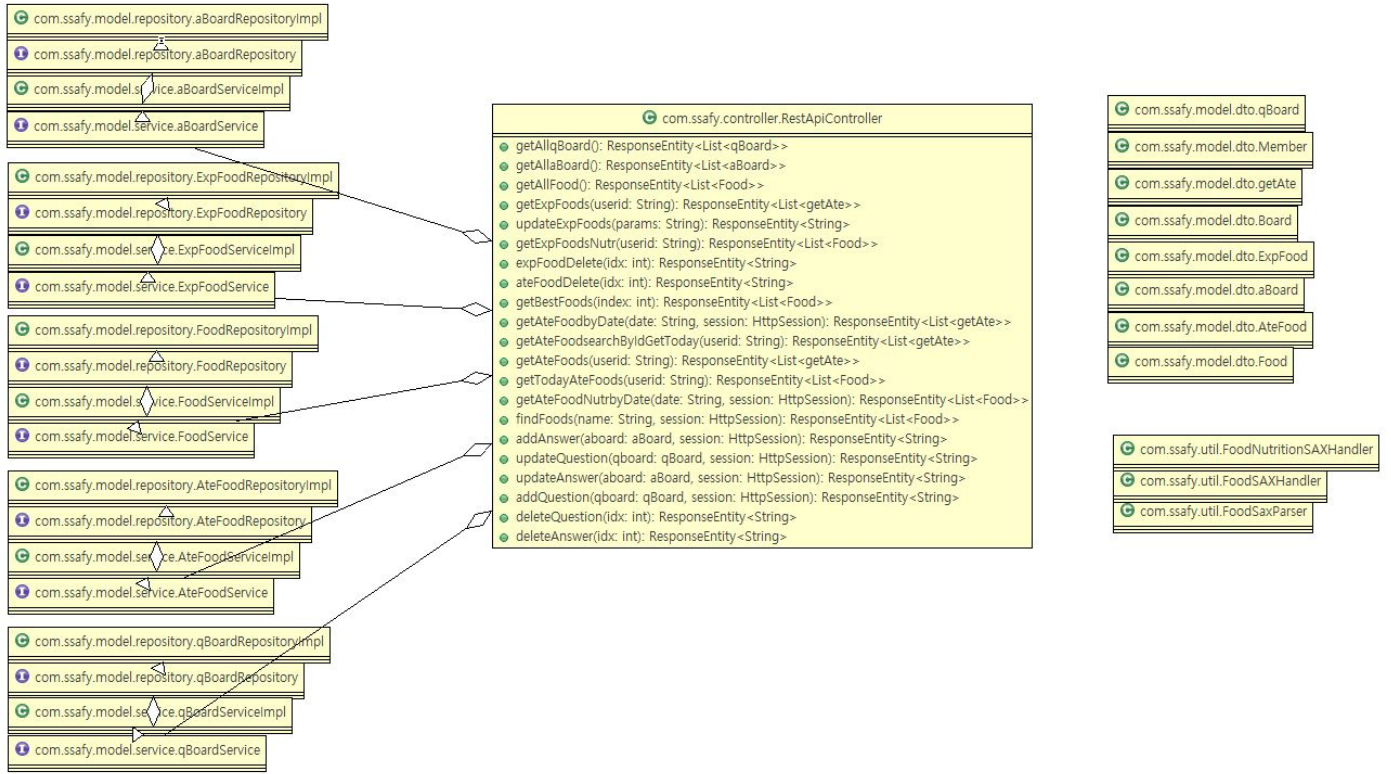 com.ssafy.model.repository.aBoardRepositoryImpl
com.ssafy.model.repository.aBoardRepository
com.ssafy.model.service.aBoardServiceImpl
com.ssafy.model.service.aBoardService
com.ssafy.model.repository.ExpFoodRepositoryImpl
com.ssafy.model.repository.ExpFoodRepository
com.ssafy.model.service.ExpFoodServiceImpl
com.ssafy.model.service.ExpFoodService
com.ssafy.model.repository.FoodRepositoryImpl
com.ssafy.model.repository.FoodRepository
com.ssafy.model.service.FoodServiceImpl
com.ssafy.model.service.FoodService
com.ssafy.model.repository.AteFoodRepositoryImpl
com.ssafy.model.repository.AteFoodRepository
com.ssafy.model.service.AteFoodServiceImpl
com.ssafy.model.service.AteFoodService
com.ssafy.model.repository.qBoardRepositoryImpl
com.ssafy.model.repository.qBoardRepository
com.ssafy.model.service.qBoardServiceImpl
com.ssafy.model.service.qBoardService
com.ssafy.controller.RestApiController
getAllqBoard(): ResponseEntity<List<qBoard>>
getAllaBoard(): ResponseEntity<List<aBoard>>
getAllFood(): ResponseEntity<List<Food>>
getExpFoods(userid: String): ResponseEntity<List<getAte>>
updateExpFoods(params: String): ResponseEntity<String>
getExpFoodsNutr(userid: String): ResponseEntity<List<Food>>
expFoodDelete(idx: int): ResponseEntity<String>
ateFoodDelete(idx: int): ResponseEntity<String>
getBestFoods(index: int): ResponseEntity<List<Food>>
getAteFoodbyDate(date: String, session: HttpSession): ResponseEntity<List<getAte>>
getAteFoodsearchByIdGetToday(userid: String): ResponseEntity<List<getAte>>
getAteFoods(userid: String): ResponseEntity<List<getAte>>
getTodayAteFoods(userid: String): ResponseEntity<List<Food>>
getAteFoodNutrbyDate(date: String, session: HttpSession): ResponseEntity<List<Food>>
findFoods(name: String, session: HttpSession): ResponseEntity<List<Food>>
addAnswer(aboard: aBoard, session: HttpSession): ResponseEntity<String>
updateQuestion(qboard: qBoard, session: HttpSession): ResponseEntity<String>
updateAnswer(aboard: aBoard, session: HttpSession): ResponseEntity<String>
addQuestion(qboard: qBoard, session: HttpSession): ResponseEntity<String>
deleteQuestion(idx: int): ResponseEntity<String>
deleteAnswer(idx: int): ResponseEntity<String>
com.ssafy.model.dto.qBoard
com.ssafy.model.dto.Member
com.ssafy.model.dto.getAte
com.ssafy.model.dto.Board
com.ssafy.model.dto.ExpFood
com.ssafy.model.dto.aBoard
com.ssafy.model.dto.AteFood
com.ssafy.model.dto.Food
com.ssafy.util.FoodNutritionSAXHandler
com.ssafy.util.FoodSAXHandler
com.ssafy.util.FoodSaxParser